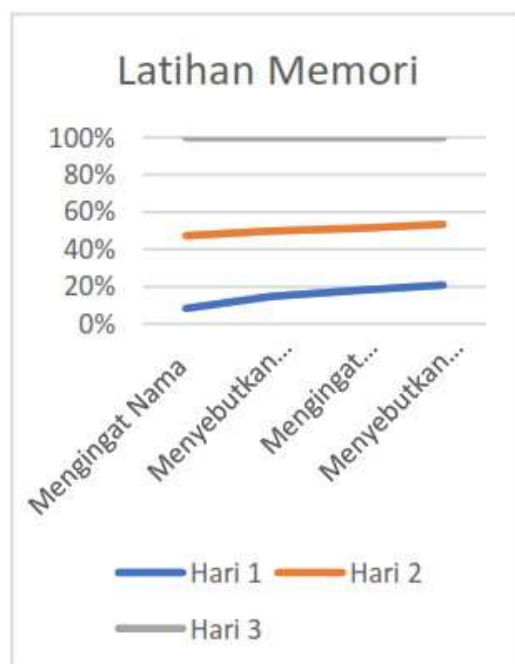 Latihan Memori
100%
80%
60%
40%
20%
0%
Mengingat Nama
Menyebutkan...
Mengingat...
Menyebutkan...
Hari 1
Hari 2
Hari 3